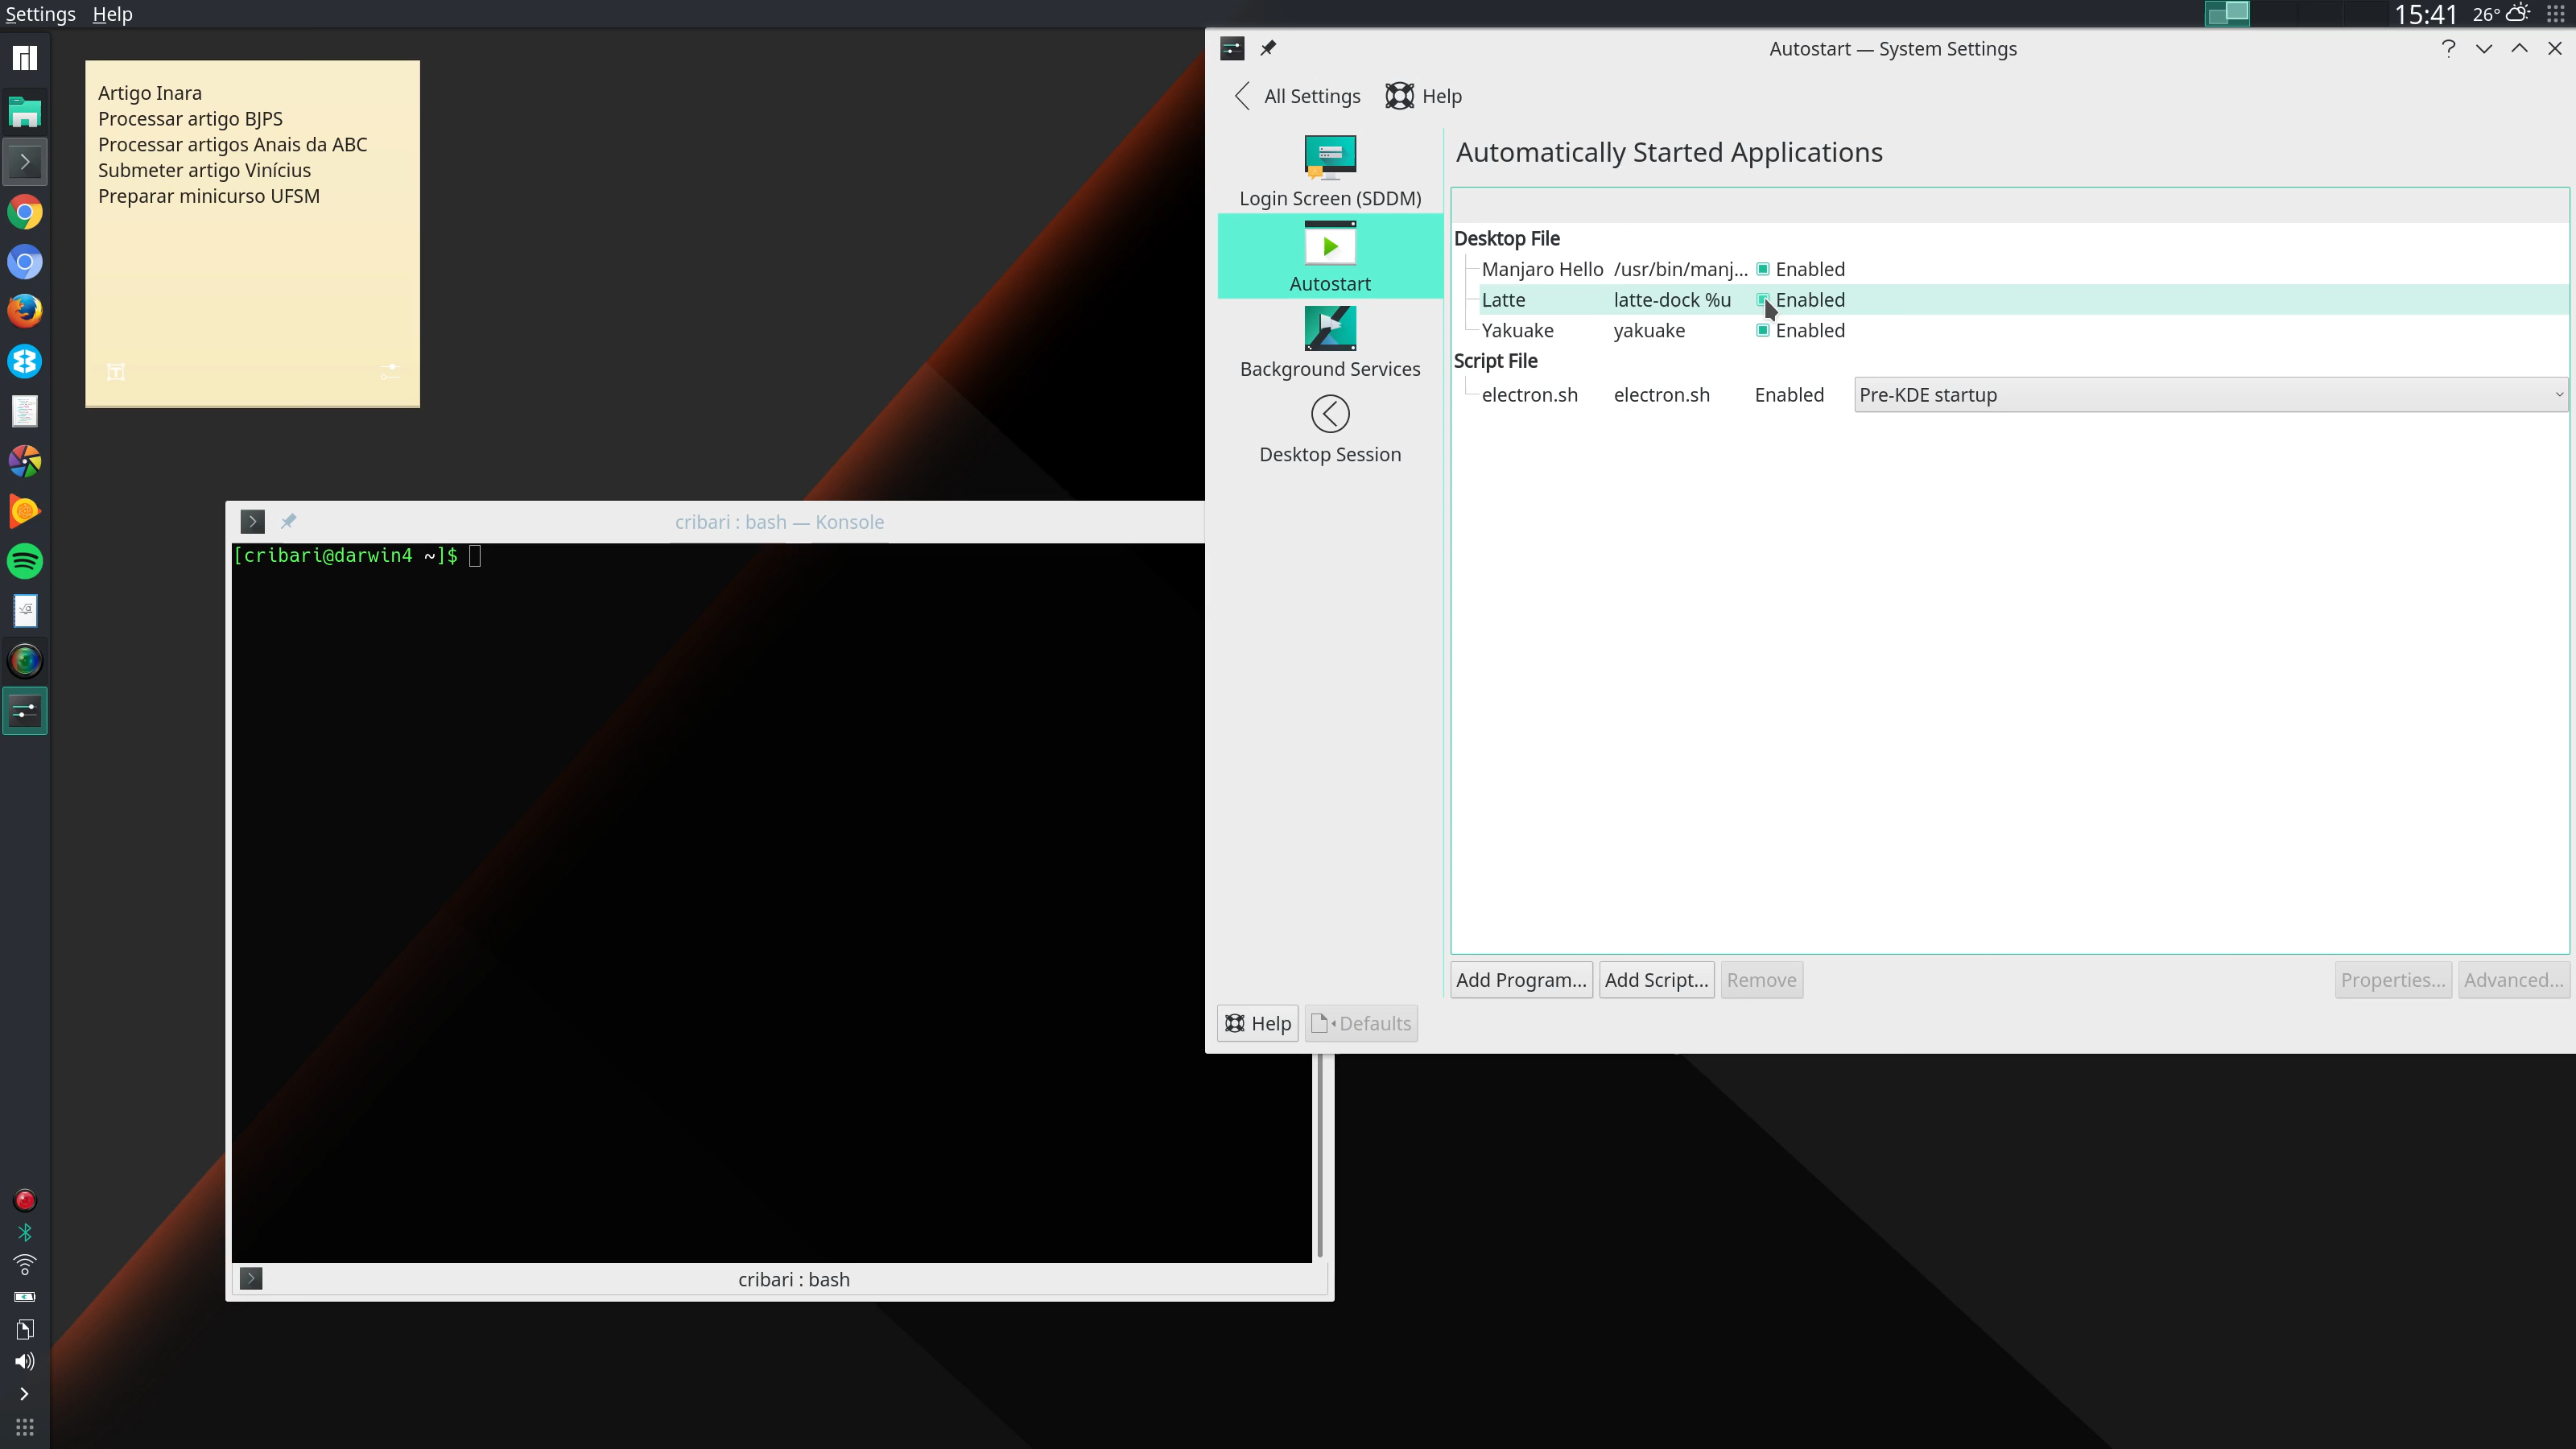 Settings Help
15:41 26°
Artigo Inara
Processar artigo BJPS
Processar artigos Anais da ABC
Submeter artigo Vinícius
Preparar minicurso UFSM
cribari : bash — Konsole
[cribari@darwin4 ~]$
cribari : bash
Autostart — System Settings
All Settings Help
Login Screen (SDDM)
Autostart
Background Services
Desktop Session
Automatically Started Applications
Desktop File
Manjaro Hello /usr/bin/manj... Enabled
Latte latte-dock %u Enabled
Yakuake yakuake Enabled
Script File
electron.sh electron.sh Enabled Pre-KDE startup
Add Program... Add Script... Remove Properties... Advanced...
Help Defaults